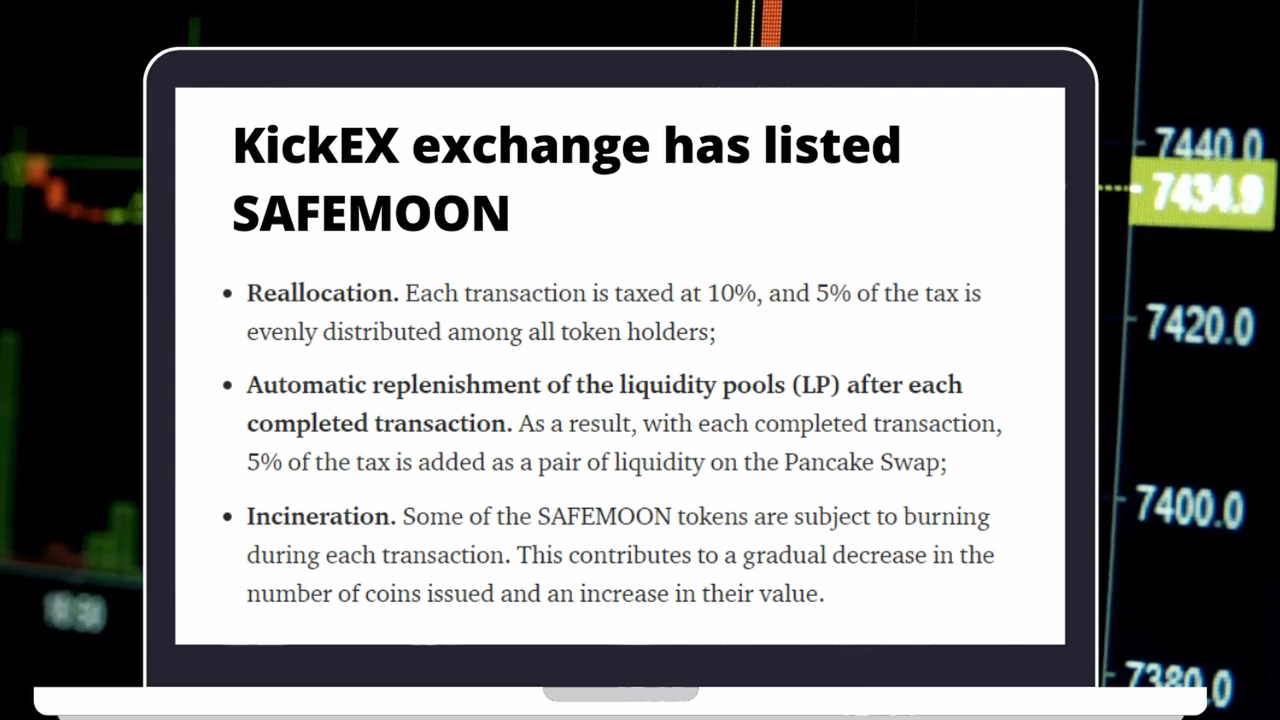 KickEX exchange has listed
SAFEMOON
• Reallocation. Each transaction is taxed at 10%, and 5% of the tax is
evenly distributed among all token holders;
• Automatic replenishment of the liquidity pools (LP) after each
completed transaction. As a result, with each completed transaction,
5% of the tax is added as a pair of liquidity on the Pancake Swap;
• Incineration. Some of the SAFEMOON tokens are subject to burning
during each transaction. This contributes to a gradual decrease in the
number of coins issued and an increase in their value.
7440.0
7434.9
7420.0
7400.0
7380.0